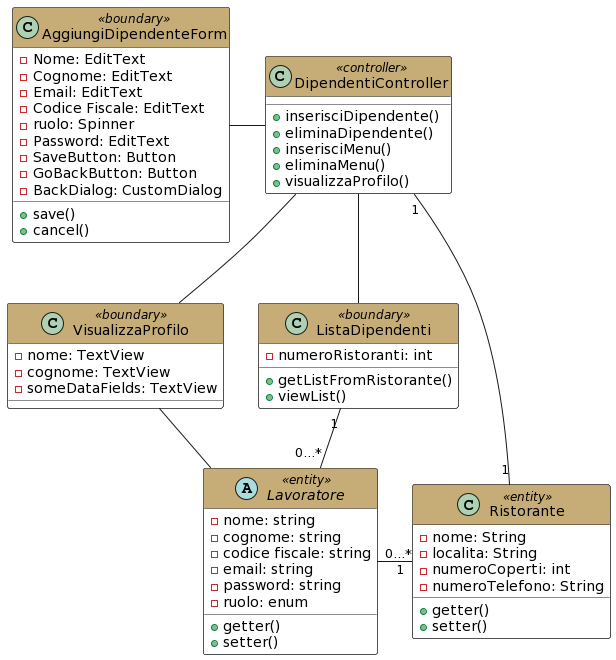 C
«boundary»
AggiungiDipendenteForm
Nome: EditText
Cognome: EditText
Email: EditText
Codice Fiscale: EditText
ruolo: Spinner
Password: EditText
SaveButton: Button
GoBackButton: Button
BackDialog: CustomDialog
save()
cancel()
C
«controller»
DipendentiController
inserisciDipendente()
eliminaDipendente()
inserisciMenu()
eliminaMenu()
visualizzaProfilo()
1
C
«boundary»
VisualizzaProfilo
nome: TextView
cognome: TextView
someDataFields: TextView
C
«boundary»
ListaDipendenti
numeroRistoranti: int
getListFromRistorante()
viewList()
1
0...*
1
A
«entity»
Lavoratore
nome: string
cognome: string
codice fiscale: string
email: string
password: string
ruolo: enum
getter()
setter()
0...*
1
C
«entity»
Ristorante
nome: String
localita: String
numeroCoperti: int
numeroTelefono: String
getter()
setter()